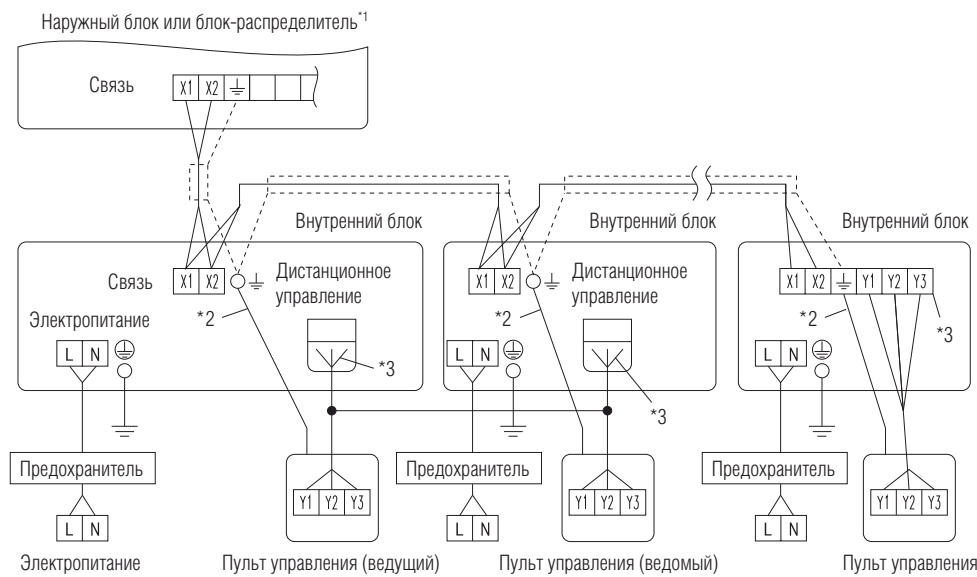 Наружный блок или блок-распределитель*1
Связь
X1 X2
Внутренний блок
Внутренний блок
Внутренний блок
Связь
X1 X2
Дистанционное
управление
X1 X2
Дистанционное
управление
X1 X2 Y1 Y2 Y3
*2
*2
*2
*3
Электропитание
L N
*3
L N
*3
L N
Предохранитель
Предохранитель
Предохранитель
Y1 Y2 Y3
Y1 Y2 Y3
Y1 Y2 Y3
L N
L N
L N
Электропитание
Пульт управления (ведущий)
Пульт управления (ведомый)
Пульт управления